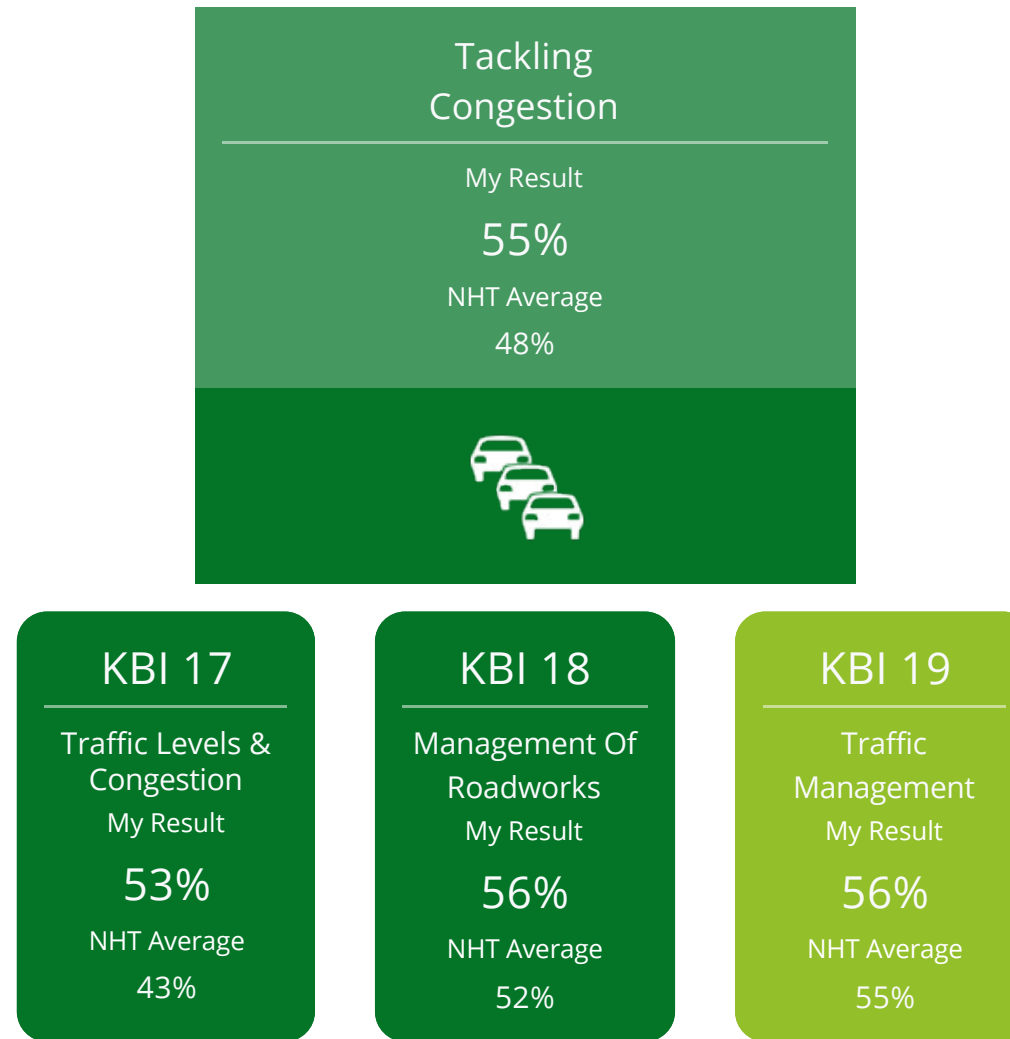 Tackling
Congestion
My Result
55%
NHT Average
48%
KBI 17
Traffic Levels &
Congestion
My Result
53%
NHT Average
43%
KBI 18
Management Of
Roadworks
My Result
56%
NHT Average
52%
KBI 19
Traffic
Management
My Result
56%
NHT Average
55%